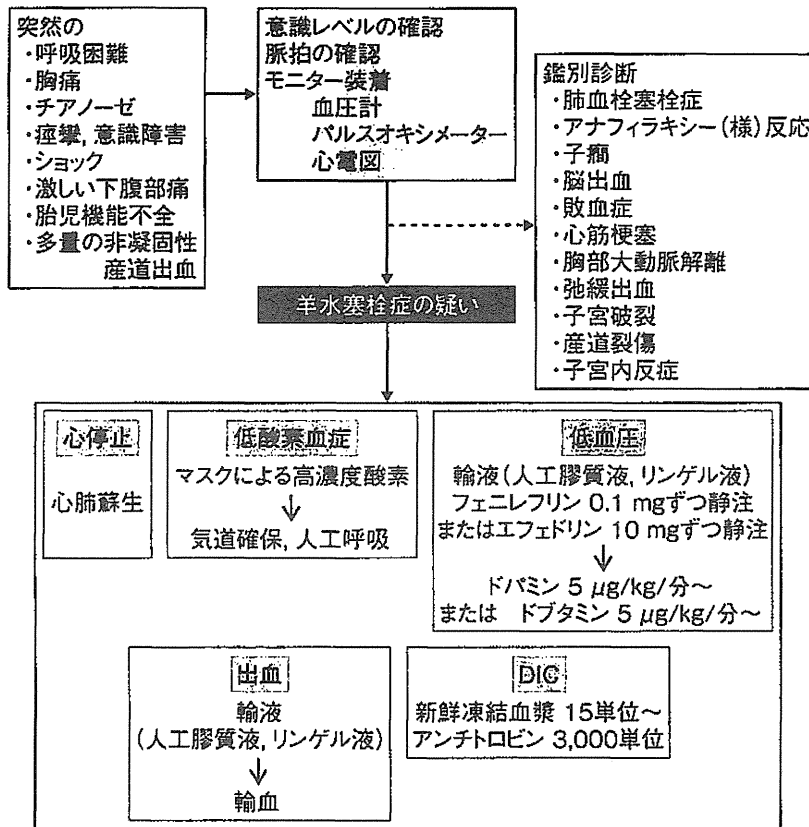 突然の
・呼吸困難
・胸痛
・チアノーゼ
・痙攣, 意識障害
・ショック
・激しい下腹部痛
・胎児機能不全
・多量の非凝固性
産道出血
意識レベルの確認
脈拍の確認
モニター装着
血圧計
パルスオキシメーター
心電図
鑑別診断
・肺血栓塞栓症
・アナフィラキシー(様)反応
・子癇
・脳出血
・敗血症
・心筋梗塞
・胸部大動脈解離
・弛緩出血
・子宮破裂
・産道裂傷
・子宮内反症
羊水塞栓症の疑い
心停止
心肺蘇生
低酸素血症
マスクによる高濃度酸素
気道確保, 人工呼吸
低血圧
輸液(人工膠質液, リンゲル液)
フェニレフリン 0.1 mgずつ静注
またはエフェドリン 10 mgずつ静注
ドパミン 5 μg/kg/分〜
または ドブタミン 5 μg/kg/分〜
出血
輸液
(人工膠質液, リンゲル液)
輸血
DIC
新鮮凍結血漿 15単位〜
アンチトロビン 3,000単位